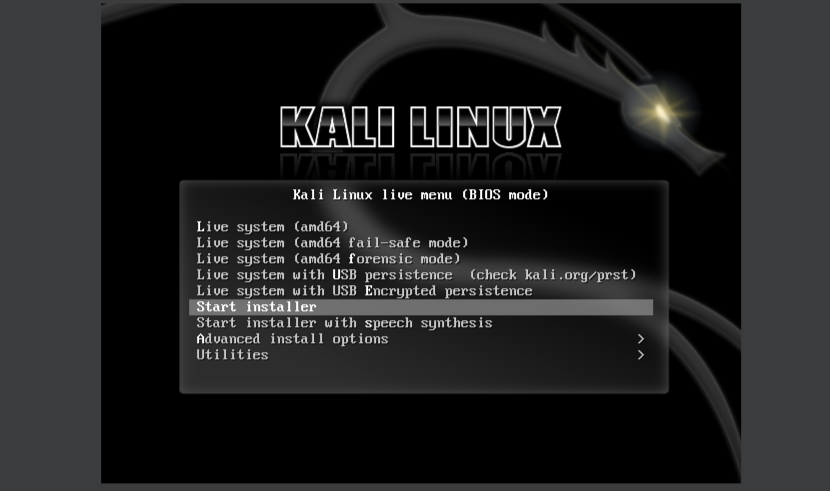 KALI LINUX
Kali Linux live menu (BIOS mode)
Live system (amd64)
Live system (amd64 fail-safe mode)
Live system (amd64 forensic mode)
Live system with USB persistence (check kali.org/prst)
Live system with USB Encrypted persistence
Start installer
Start installer with speech synthesis
Advanced install options >
Utilities >